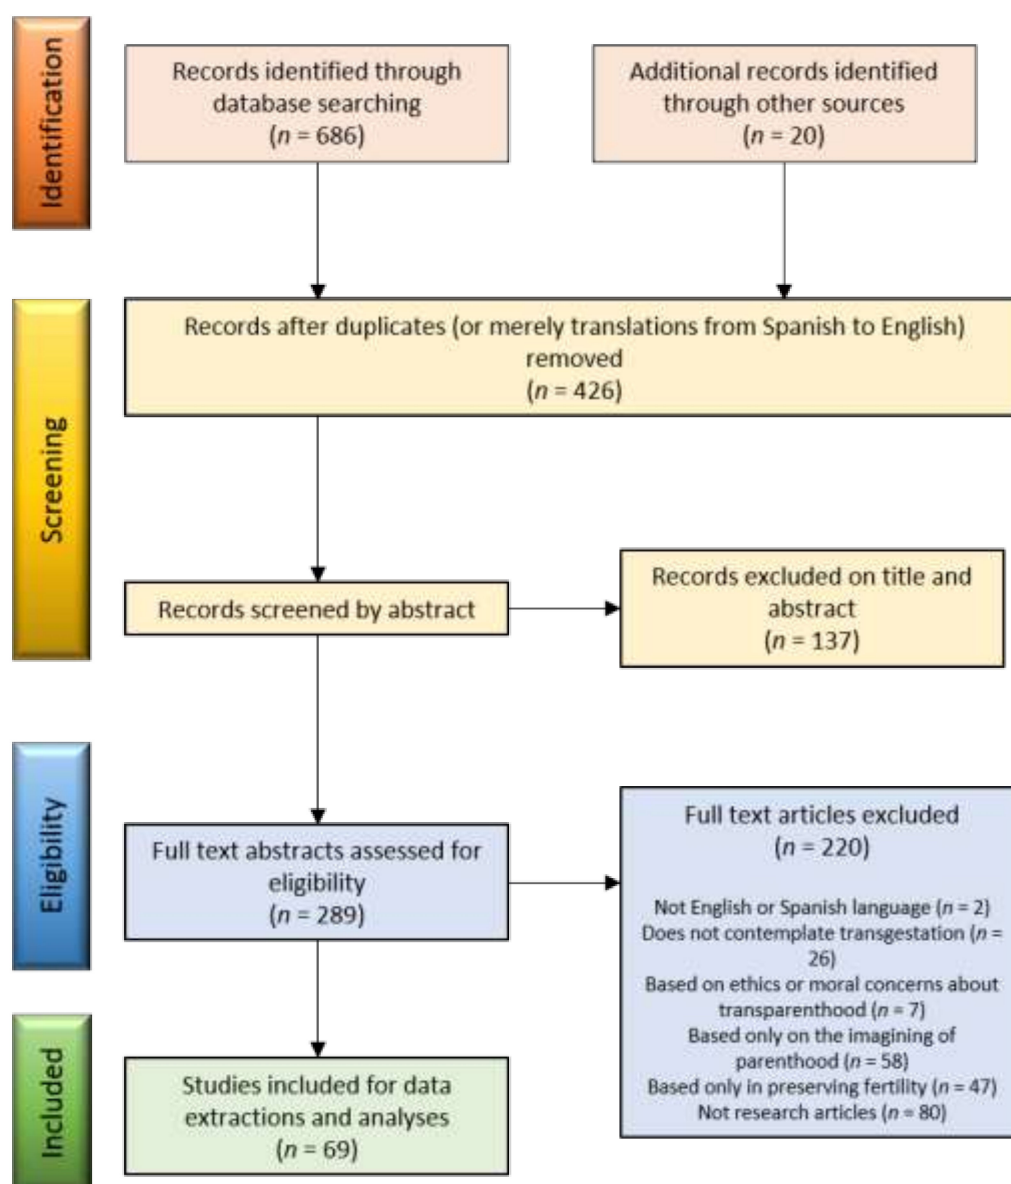 Identification
Records identified through
database searching
(n = 686)
Additional records identified
through other sources
(n = 20)
Screening
Records after duplicates (or merely translations from Spanish to English)
removed
(n = 426)
Records screened by abstract
Records excluded on title and
abstract
(n = 137)
Eligibility
Full text abstracts assessed for
eligibility
(n = 289)
Full text articles excluded
(n = 220)
Not English or Spanish language (n = 2)
Does not contemplate transgestation (n =
26)
Based on ethics or moral concerns about
transparenthood (n = 7)
Based only on the imagining of
parenthood (n = 58)
Based only in preserving fertility (n = 47)
Not research articles (n = 80)
Included
Studies included for data
extractions and analyses
(n = 69)